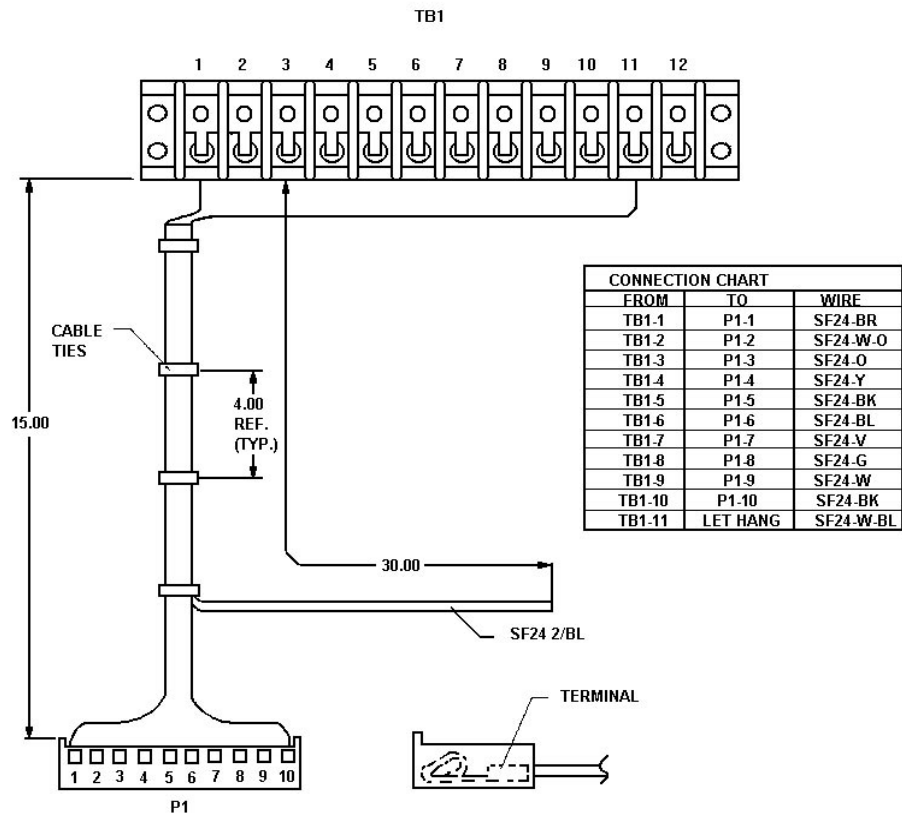 TB1
1 2 3 4 5 6 7 8 9 10 11 12
CABLE
TIES
15.00
4.00
REF.
(TYP.)
30.00
SF24 2/BL
CONNECTION CHART
FROM TO WIRE
TB1-1 P1-1 SF24-BR
TB1-2 P1-2 SF24-W-O
TB1-3 P1-3 SF24-O
TB1-4 P1-4 SF24-Y
TB1-5 P1-5 SF24-BK
TB1-6 P1-6 SF24-BL
TB1-7 P1-7 SF24-V
TB1-8 P1-8 SF24-G
TB1-9 P1-9 SF24-W
TB1-10 P1-10 SF24-BK
TB1-11 LET HANG SF24-W-BL
TERMINAL
1 2 3 4 5 6 7 8 9 10
P1